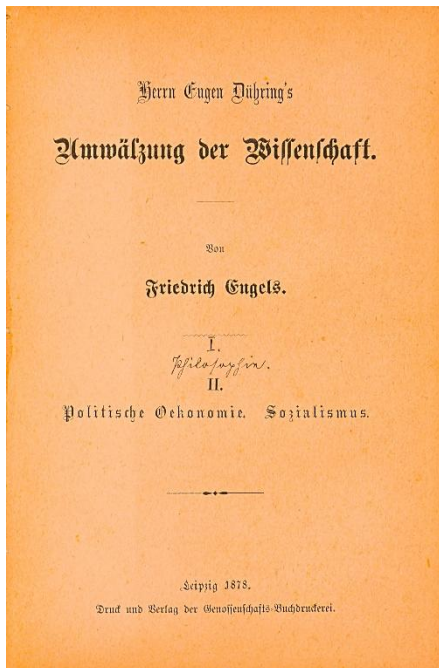 Herrn Eugen Dühring's
Umwälzung der Wissenschaft.
Von
Friedrich Engels.
I.
Philosophie.
II.
Politische Oekonomie. Sozialismus.
Leipzig 1878.
Druck und Verlag der Genossenschafts-Buchdruckerei.